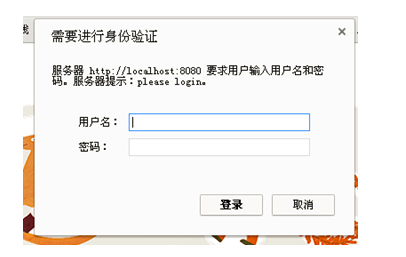 需要进行身份验证
服务器 http://localhost:8080 要求用户输入用户名和密
码。服务器提示：please login。
用户名：
密码：
登录 取消